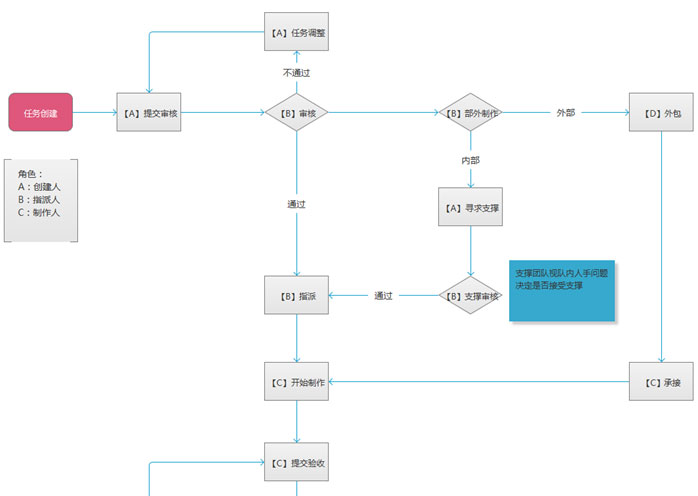 【A】任务调整
不通过
任务创建
【A】提交审核
【B】审核
【B】部外制作
外部
【D】外包
内部
角色：
A：创建人
B：指派人
C：制作人
通过
【A】寻求支撑
支撑团队视队内人手问题
决定是否接受支撑
【B】指派
通过
【B】支撑审核
【C】开始制作
【C】承接
【C】提交验收